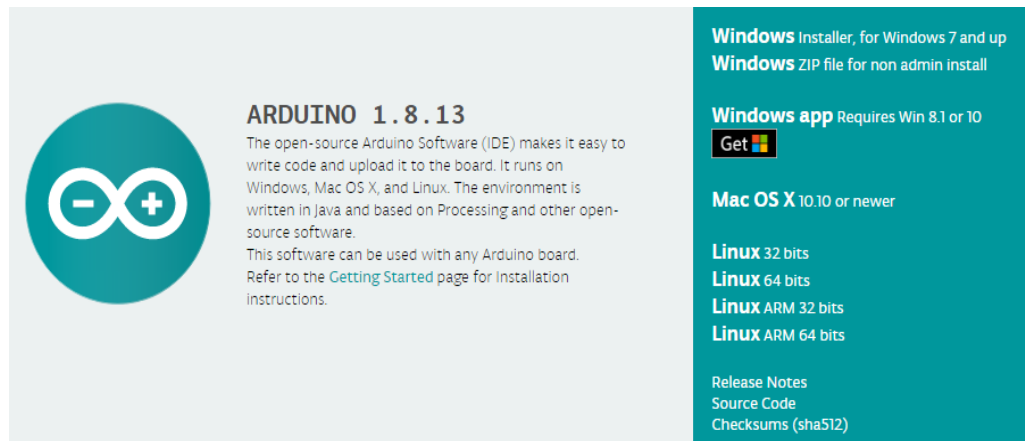 ARDUINO 1.8.13
The open-source Arduino Software (IDE) makes it easy to
write code and upload it to the board. It runs on
Windows, Mac OS X, and Linux. The environment is
written in Java and based on Processing and other open-
source software.
This software can be used with any Arduino board.
Refer to the Getting Started page for Installation
instructions.
Windows Installer, for Windows 7 and up
Windows ZIP file for non admin install
Windows app Requires Win 8.1 or 10
Get
Mac OS X 10.10 or newer
Linux 32 bits
Linux 64 bits
Linux ARM 32 bits
Linux ARM 64 bits
Release Notes
Source Code
Checksums (sha512)